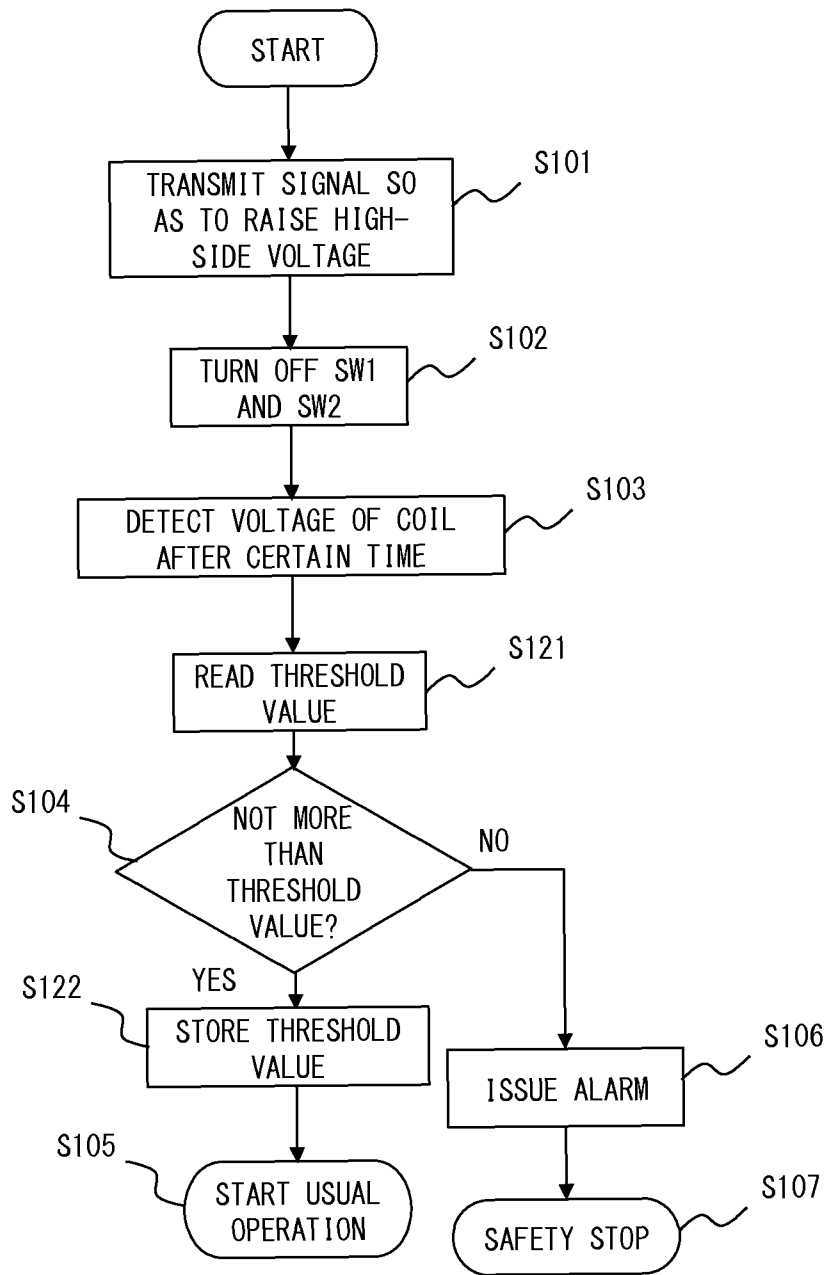 START
S101
TRANSMIT SIGNAL SO
AS TO RAISE HIGH-
SIDE VOLTAGE
S102
TURN OFF SW1
AND SW2
S103
DETECT VOLTAGE OF COIL
AFTER CERTAIN TIME
S121
READ THRESHOLD
VALUE
S104
NOT MORE
THAN
THRESHOLD
VALUE?
NO
YES
S122
STORE THRESHOLD
VALUE
S106
ISSUE ALARM
S105
START USUAL
OPERATION
S107
SAFETY STOP